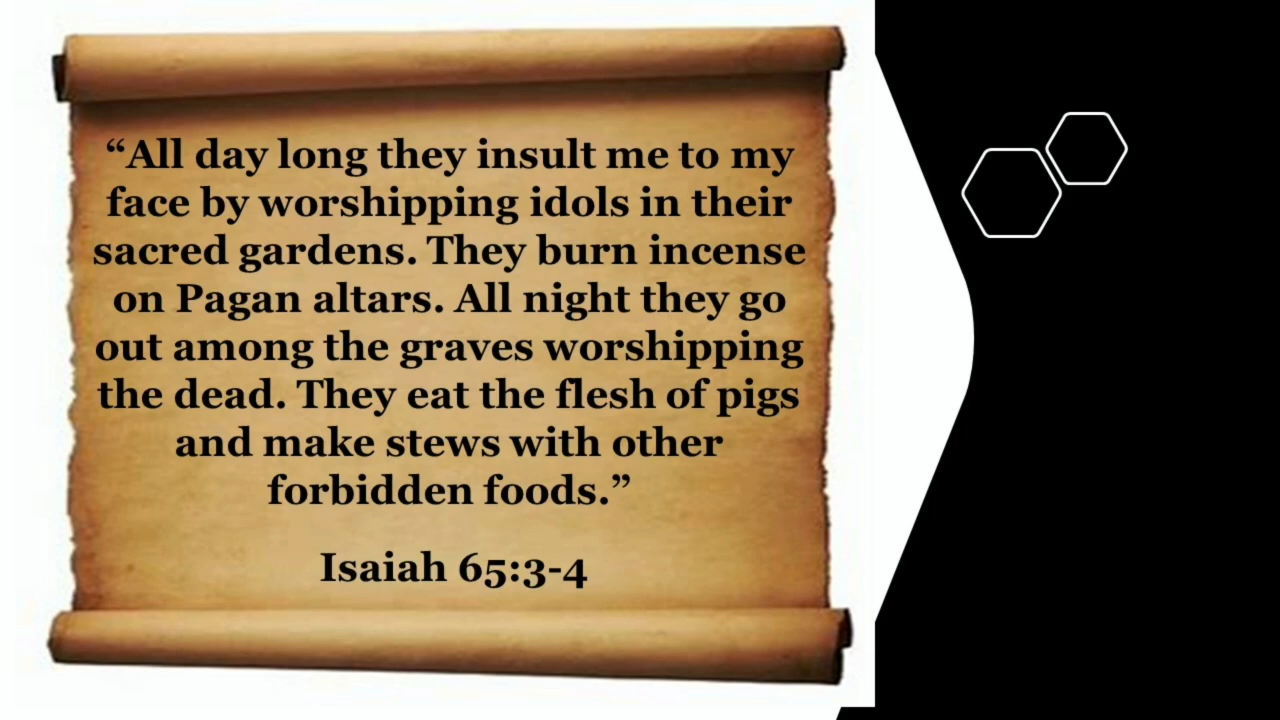 “All day long they insult me to my
face by worshipping idols in their
sacred gardens. They burn incense
on Pagan altars. All night they go
out among the graves worshipping
the dead. They eat the flesh of pigs
and make stews with other
forbidden foods.”
Isaiah 65:3-4